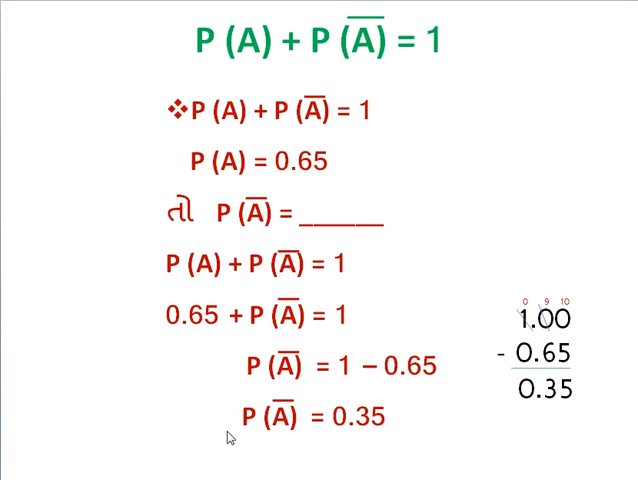 P (A) + P (A̅) = 1
❖P (A) + P (A̅) = 1
P (A) = 0.65
તો P (A̅) = ______
P (A) + P (A̅) = 1
0.65 + P (A̅) = 1
P (A̅) = 1 – 0.65
P (A̅) = 0.35
0 9 10
1.00
- 0.65
0.35